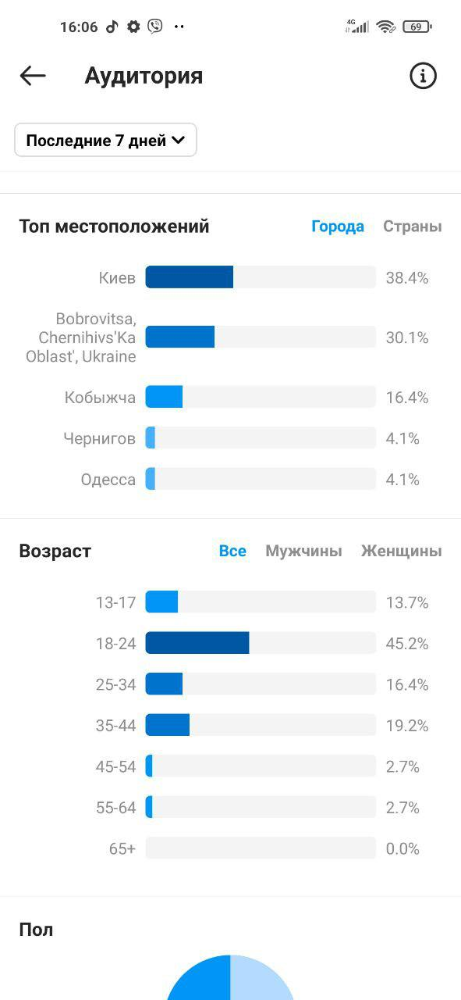 16:06
4G
69
Аудитория
Последние 7 дней
Топ местоположений Города Страны
Киев 38.4%
Bobrovitsa,
Chernihivs'Ka
Oblast', Ukraine 30.1%
Кобыжча 16.4%
Чернигов 4.1%
Одесса 4.1%
Возраст Все Мужчины Женщины
13-17 13.7%
18-24 45.2%
25-34 16.4%
35-44 19.2%
45-54 2.7%
55-64 2.7%
65+ 0.0%
Пол